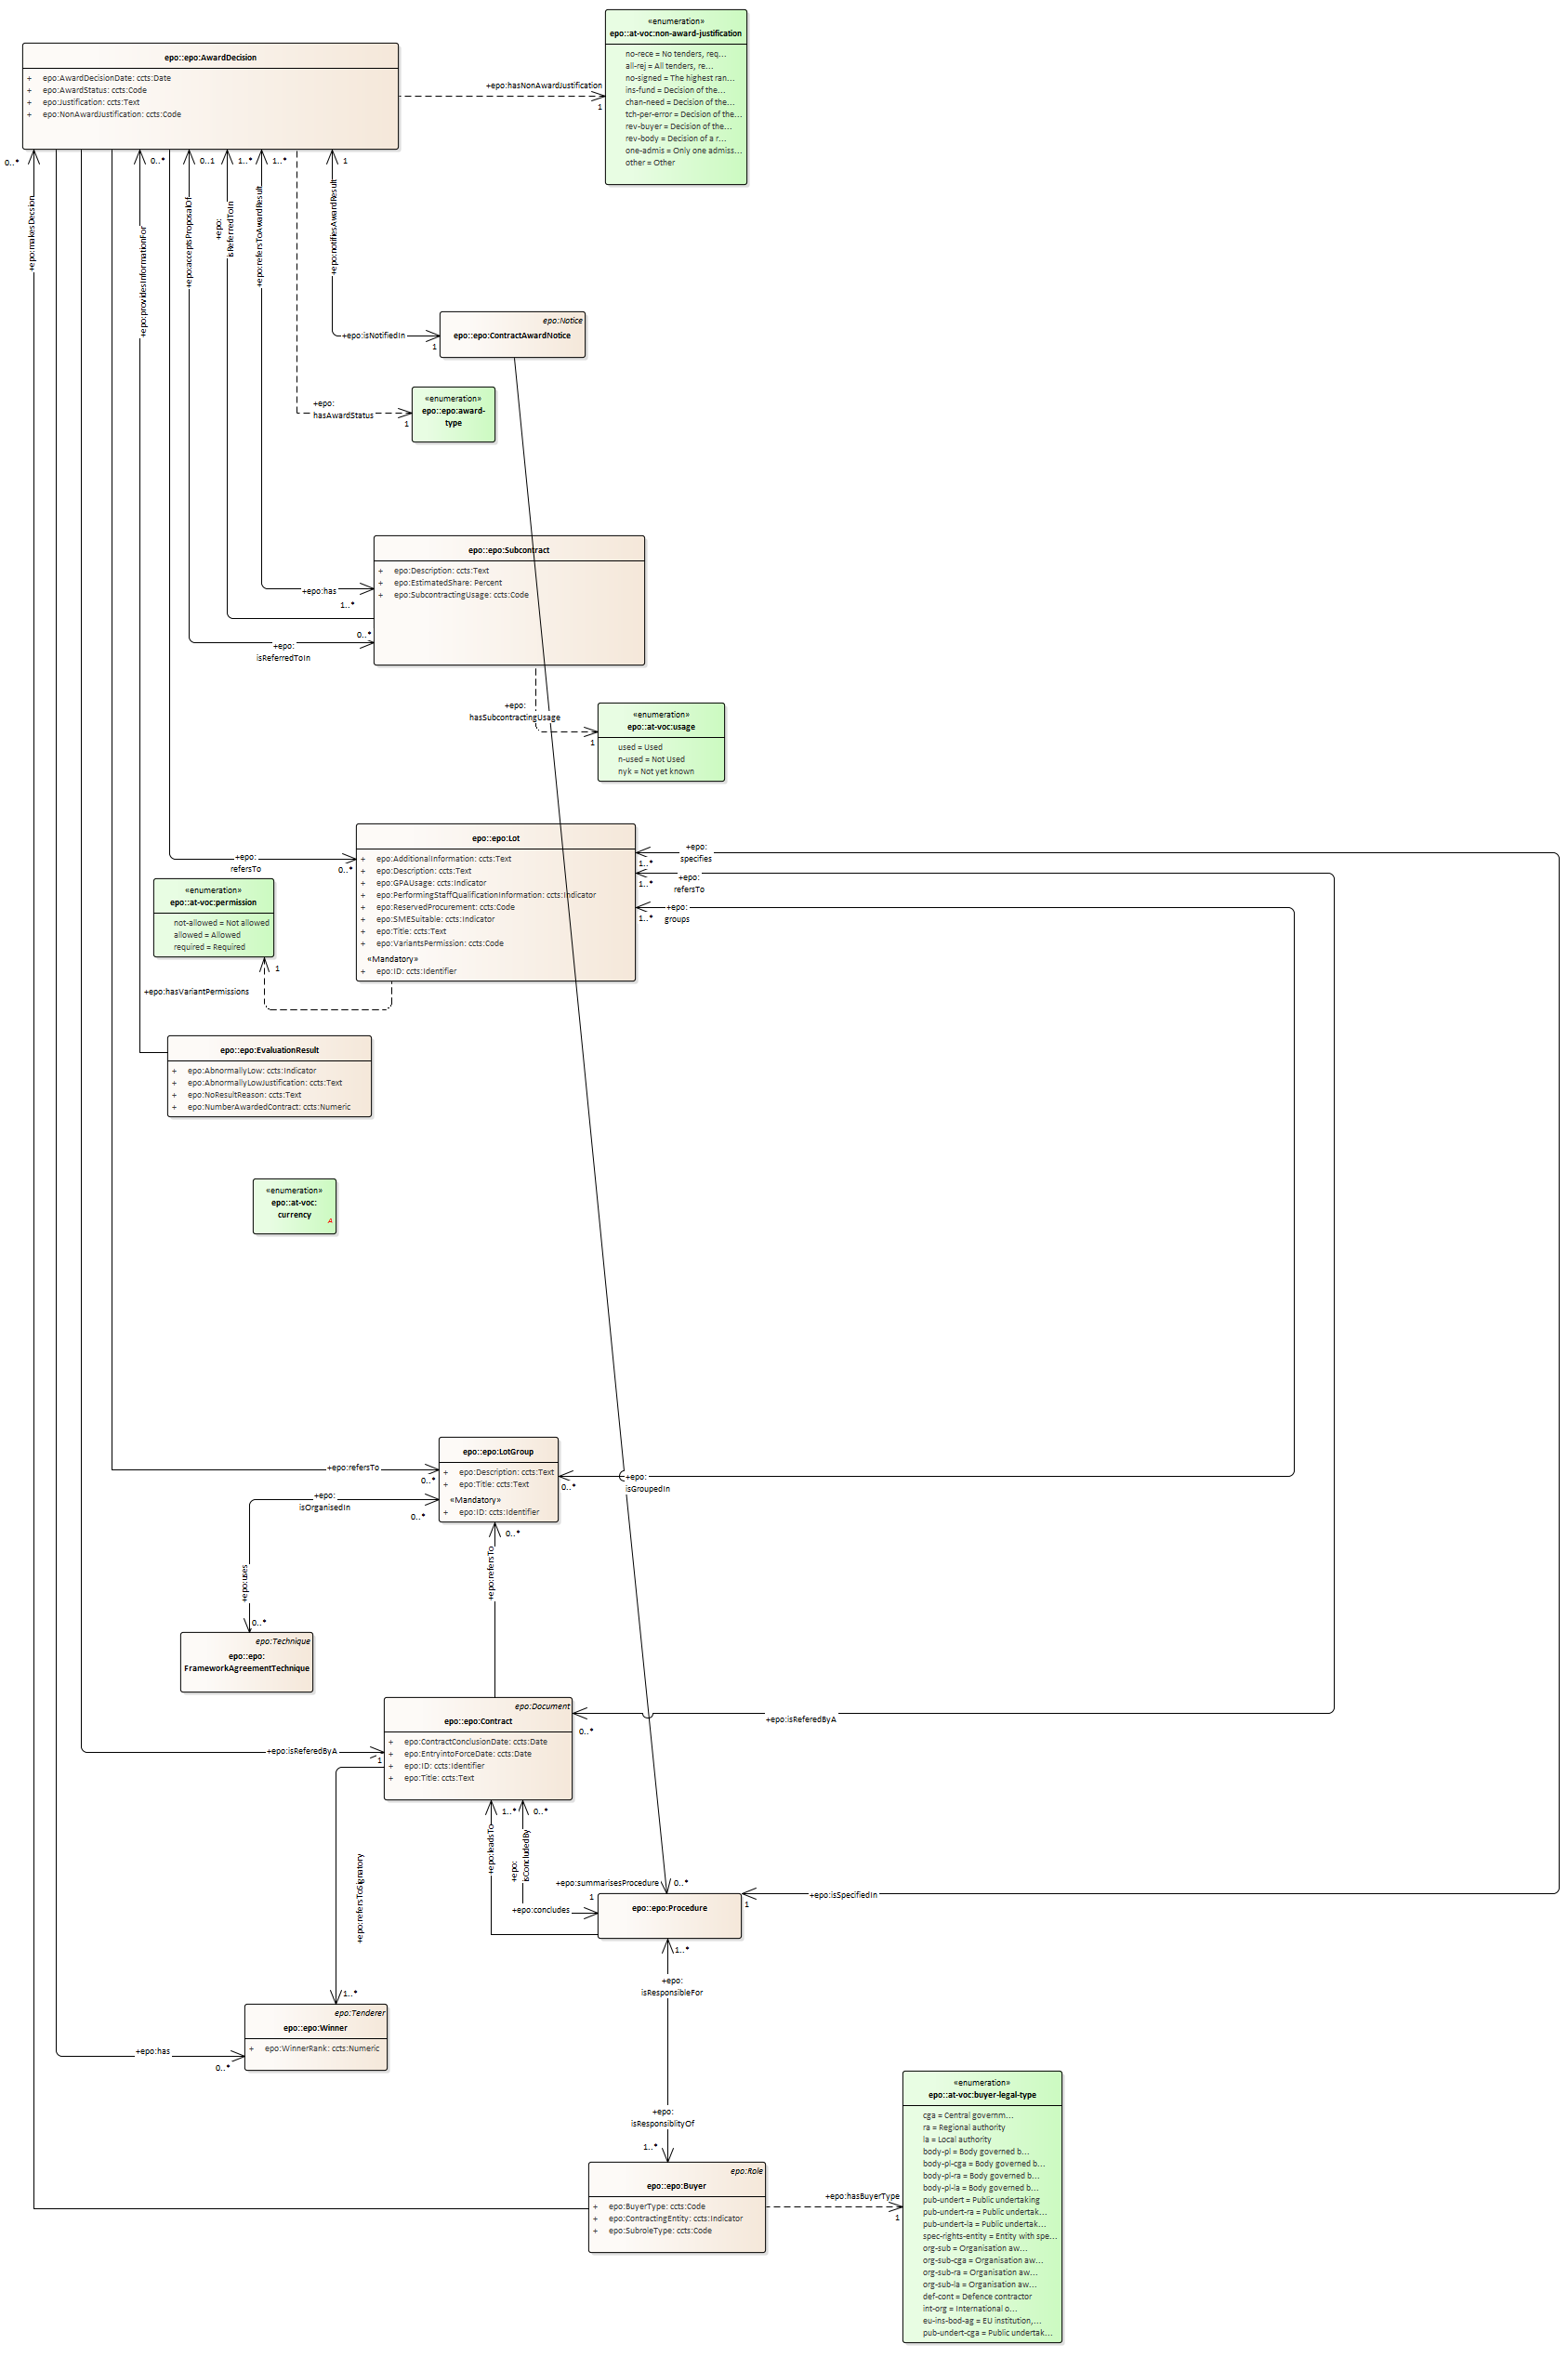 «enumeration»
epo::at-voc:non-award-justification
no-rece = No tenders, req...
all-rej = All tenders, re...
no-signed = The highest ran...
ins-fund = Decision of the...
chan-need = Decision of the...
tch-per-error = Decision of the...
rev-buyer = Decision of the...
rev-body = Decision of a r...
one-admis = Only one admiss...
other = Other
epo::epo:AwardDecision
+ epo:AwardDecisionDate: ccts:Date
+ epo:AwardStatus: ccts:Code
+ epo:Justification: ccts:Text
+ epo:NonAwardJustification: ccts:Code
+epo:hasNonAwardJustification
1
0..*
0..*
0..1
1..*
1..*
1
+epo:makesDecsion
+epo:providesInformationFor
+epo:acceptsProposalOf
+epo:
isReferredToIn
+epo:refersToAwardResult
+epo:notifiesAwardResult
epo:Notice
epo::epo:ContractAwardNotice
+epo:isNotifiedIn
1
«enumeration»
epo::epo:award-
type
+epo:
hasAwardStatus
1
epo::epo:Subcontract
+ epo:Description: ccts:Text
+ epo:EstimatedShare: Percent
+ epo:SubcontractingUsage: ccts:Code
+epo:has
1..*
0..*
+epo:
isReferredToIn
+epo:
hasSubcontractingUsage
1
«enumeration»
epo::at-voc:usage
used = Used
n-used = Not Used
nyk = Not yet known
epo::epo:Lot
+ epo:AdditionalInformation: ccts:Text
+ epo:Description: ccts:Text
+ epo:GPAUsage: ccts:Indicator
+ epo:PerformingStaffQualificationInformation: ccts:Indicator
+ epo:ReservedProcurement: ccts:Code
+ epo:SMESuitable: ccts:Indicator
+ epo:Title: ccts:Text
+ epo:VariantsPermission: ccts:Code
«Mandatory»
+ epo:ID: ccts:Identifier
+epo:
refersTo
0..*
+epo:
specifies
1..*
+epo:
refersTo
1..*
+epo:
groups
1..*
«enumeration»
epo::at-voc:permission
not-allowed = Not allowed
allowed = Allowed
required = Required
1
+epo:hasVariantPermissions
epo::epo:EvaluationResult
+ epo:AbnormallyLow: ccts:Indicator
+ epo:AbnormallyLowJustification: ccts:Text
+ epo:NoResultReason: ccts:Text
+ epo:NumberAwardedContract: ccts:Numeric
«enumeration»
epo::at-voc:
currency
A
epo::epo:LotGroup
+ epo:Description: ccts:Text
+ epo:Title: ccts:Text
«Mandatory»
+ epo:ID: ccts:Identifier
+epo:refersTo
0..*
+epo:
isOrganisedIn
0..*
+epo:
isGroupedIn
0..*
0..*
+epo:refersTo
+epo:uses
0..*
epo:Technique
epo::epo:
FrameworkAgreementTechnique
epo:Document
epo::epo:Contract
+ epo:ContractConclusionDate: ccts:Date
+ epo:EntryintoForceDate: ccts:Date
+ epo:ID: ccts:Identifier
+ epo:Title: ccts:Text
+epo:isReferedByA
1
+epo:isReferedByA
0..*
1..*
0..*
+epo:leadsTo
+epo:
isConcludedBy
+epo:refersToSignatory
1..*
+epo:summarisesProcedure
0..*
1
+epo:concludes
epo::epo:Procedure
+epo:isSpecifiedIn
1
1..*
+epo:
isResponsibleFor
epo:Tenderer
epo::epo:Winner
+ epo:WinnerRank: ccts:Numeric
+epo:has
0..*
+epo:
isResponsiblityOf
1..*
epo:Role
epo::epo:Buyer
+ epo:BuyerType: ccts:Code
+ epo:ContractingEntity: ccts:Indicator
+ epo:SubroleType: ccts:Code
+epo:hasBuyerType
1
«enumeration»
epo::at-voc:buyer-legal-type
cga = Central governm...
ra = Regional authority
la = Local authority
body-pl = Body governed b...
body-pl-cga = Body governed b...
body-pl-ra = Body governed b...
body-pl-la = Body governed b...
pub-undert = Public undertaking
pub-undert-ra = Public undertak...
pub-undert-la = Public undertak...
spec-rights-entity = Entity with spe...
org-sub = Organisation aw...
org-sub-cga = Organisation aw...
org-sub-ra = Organisation aw...
org-sub-la = Organisation aw...
def-cont = Defence contractor
int-org = International o...
eu-ins-bod-ag = EU institution,...
pub-undert-cga = Public undertak...